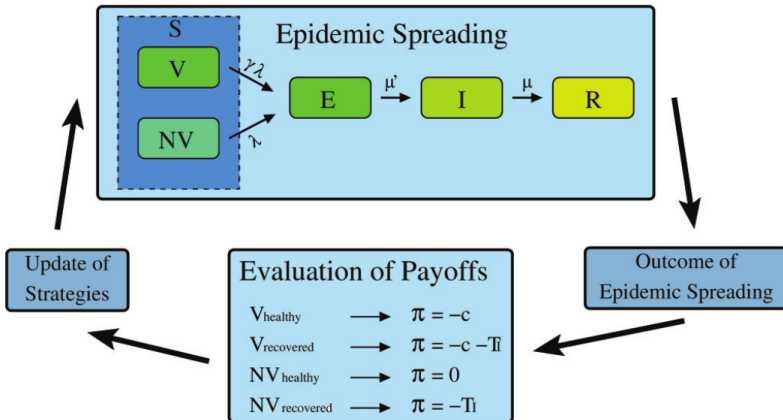 S
Epidemic Spreading
V
γλ
E
μ'
I
μ
R
NV
λ
Update of
Strategies
Evaluation of Payoffs
Vhealthy → π = −c
Vrecovered → π = −c −Ti
NVhealthy → π = 0
NVrecovered → π = −Ti
Outcome of
Epidemic Spreading